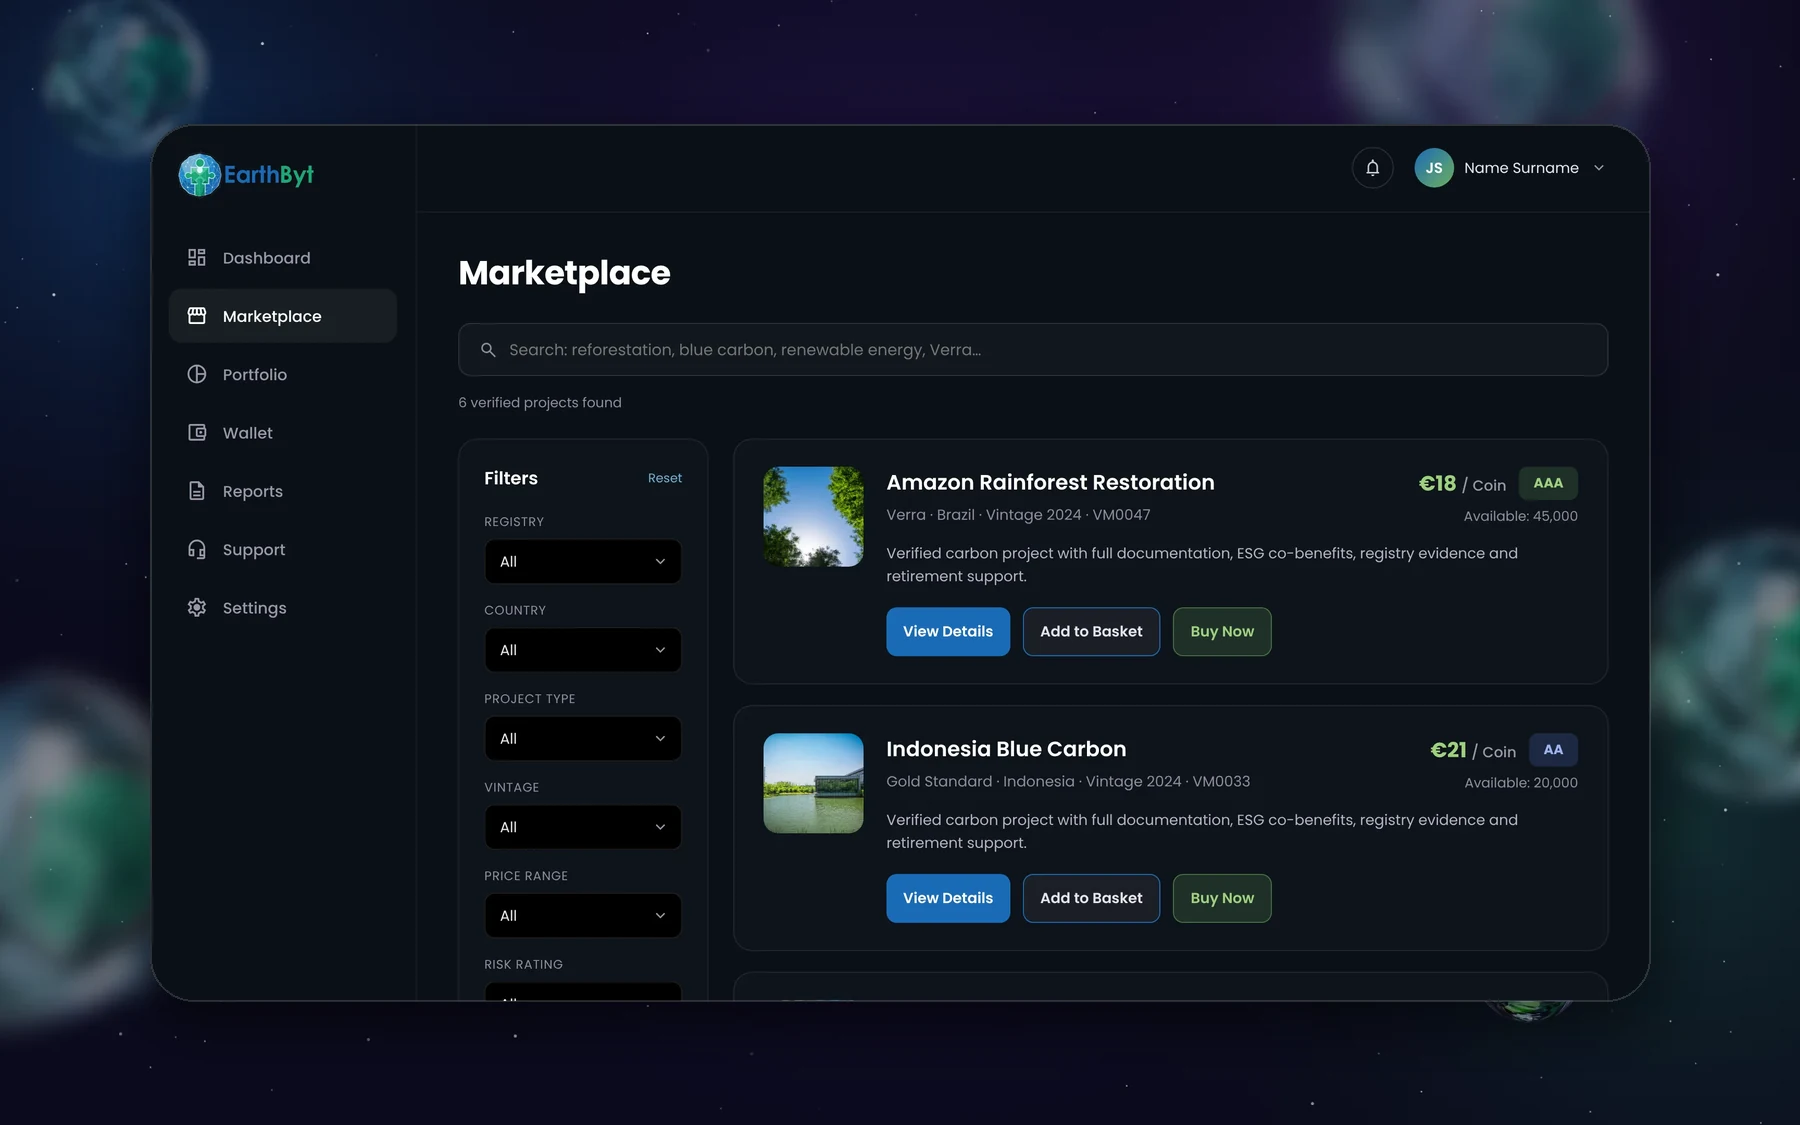 EarthByt
JS
Name Surname
Dashboard
Marketplace
Portfolio
Wallet
Reports
Support
Settings
Marketplace
Search: reforestation, blue carbon, renewable energy, Verra...
6 verified projects found
Filters
Reset
REGISTRY
All
COUNTRY
All
PROJECT TYPE
All
VINTAGE
All
PRICE RANGE
All
RISK RATING
All
Amazon Rainforest Restoration
€18 / Coin
AAA
Verra · Brazil · Vintage 2024 · VM0047
Available: 45,000
Verified carbon project with full documentation, ESG co-benefits, registry evidence and
retirement support.
View Details
Add to Basket
Buy Now
Indonesia Blue Carbon
€21 / Coin
AA
Gold Standard · Indonesia · Vintage 2024 · VM0033
Available: 20,000
Verified carbon project with full documentation, ESG co-benefits, registry evidence and
retirement support.
View Details
Add to Basket
Buy Now